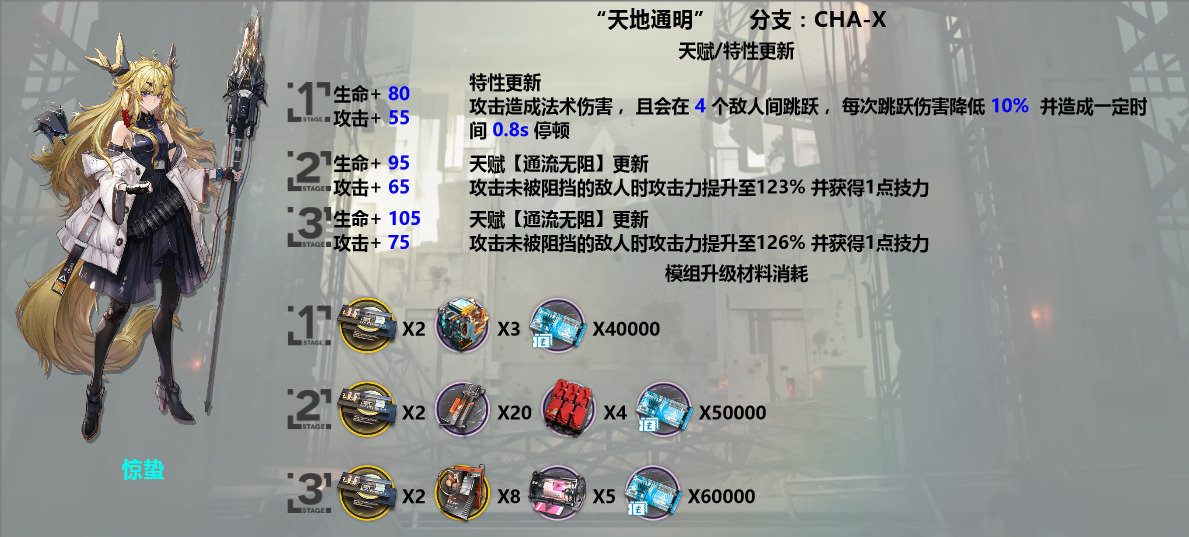 “天地通明” 分支：CHA-X
天赋/特性更新
1 STAGE.
生命+ 80
攻击+ 55
特性更新
攻击造成法术伤害， 且会在 4 个敌人间跳跃， 每次跳跃伤害降低 10% 并造成一定时
间 0.8s 停顿
2 STAGE.
生命+ 95
攻击+ 65
天赋【通流无阻】更新
攻击未被阻挡的敌人时攻击力提升至123% 并获得1点技力
3 STAGE.
生命+ 105
攻击+ 75
天赋【通流无阻】更新
攻击未被阻挡的敌人时攻击力提升至126% 并获得1点技力
模组升级材料消耗
1 STAGE. X2 X3 X40000
2 STAGE. X2 X20 X4 X50000
3 STAGE. X2 X8 X5 X60000
惊蛰